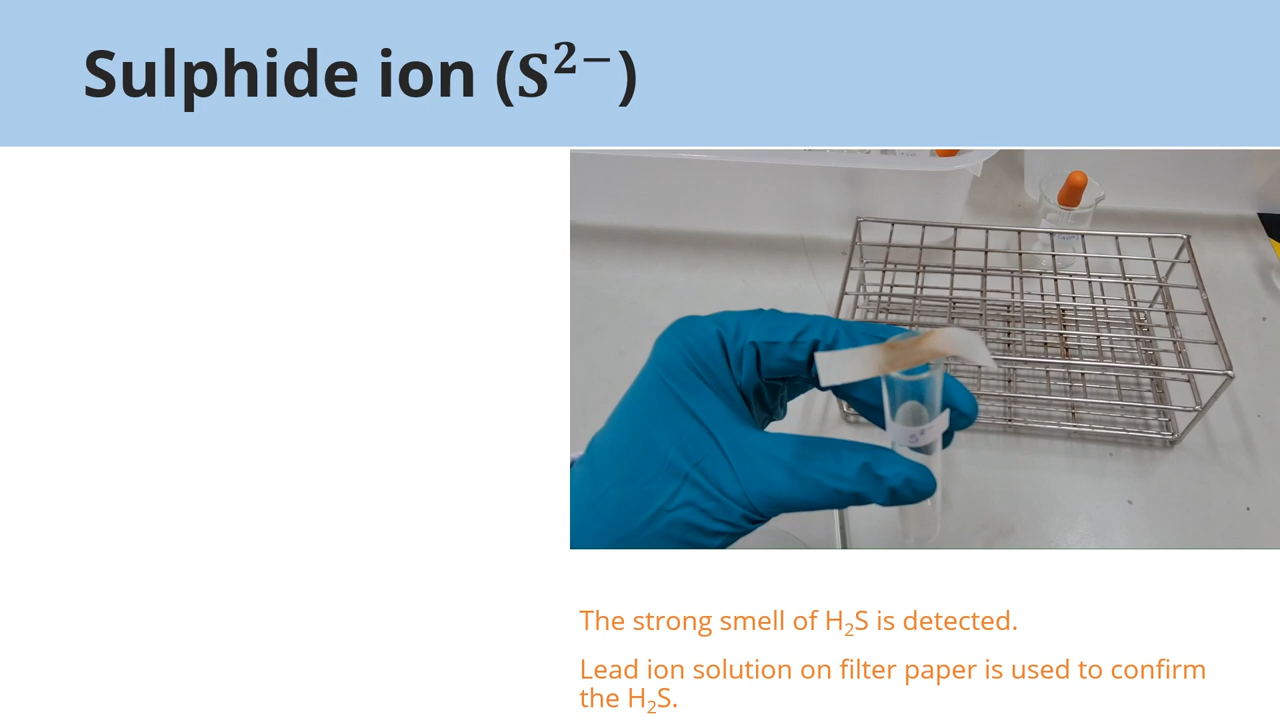 Sulphide ion (S²⁻)
S²⁻
The strong smell of H₂S is detected.
Lead ion solution on filter paper is used to confirm
the H₂S.